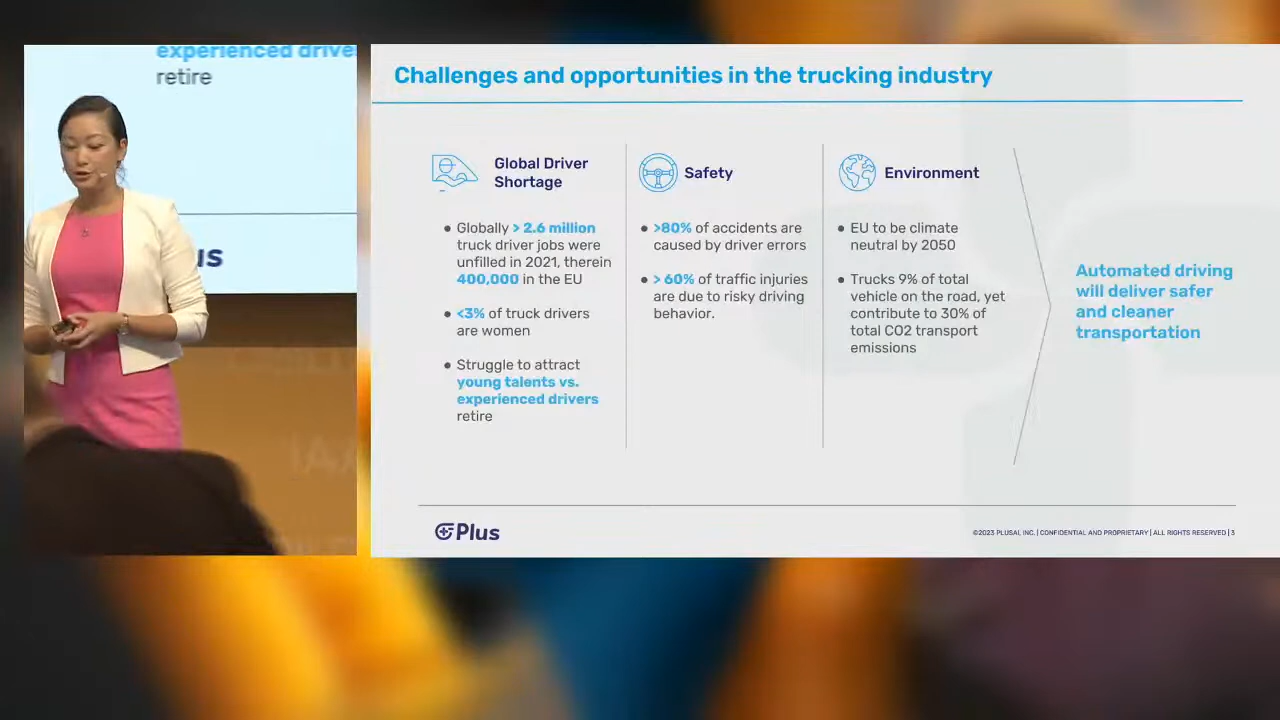 experienced drive
retire
us
Challenges and opportunities in the trucking industry
Global Driver
Shortage
● Globally > 2.6 million
truck driver jobs were
unfilled in 2021, therein
400,000 in the EU
● <3% of truck drivers
are women
● Struggle to attract
young talents vs.
experienced drivers
retire
Safety
● >80% of accidents are
caused by driver errors
● > 60% of traffic injuries
are due to risky driving
behavior.
Environment
● EU to be climate
neutral by 2050
● Trucks 9% of total
vehicle on the road, yet
contribute to 30% of
total CO2 transport
emissions
Automated driving
will deliver safer
and cleaner
transportation
Plus
©2023 PLUSAI, INC. | CONFIDENTIAL AND PROPRIETARY | ALL RIGHTS RESERVED | 3